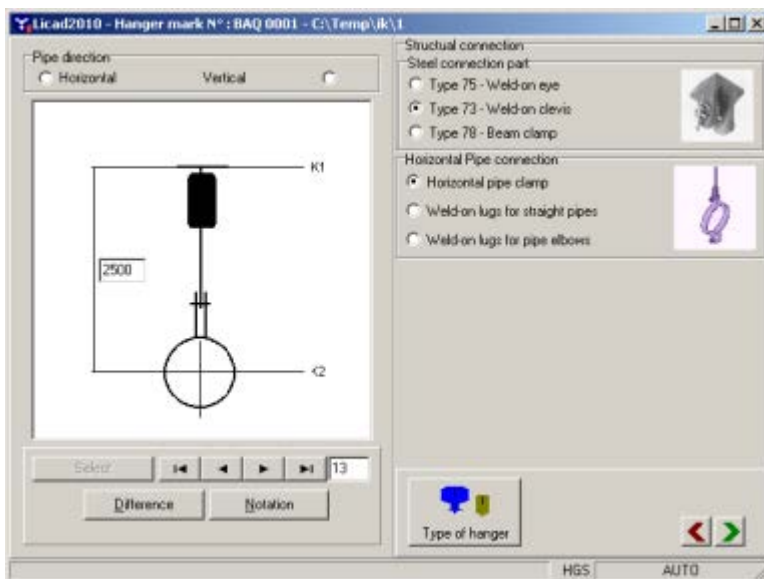 Licad2010 - Hanger mark N° : BAQ 0001 - C:\Temp\ik\1
Pipe direction
Horizontal Vertical
K1
2500
K2
Select 13
Difference Notation
Structual connection
Steel connection part
Type 75 - Weld-on eye
Type 73 - Weld-on clevis
Type 78 - Beam clamp
Horizontal Pipe connection
Horizontal pipe clamp
Weld-on lugs for straight pipes
Weld-on lugs for pipe elbows
Type of hanger
HGS AUTO